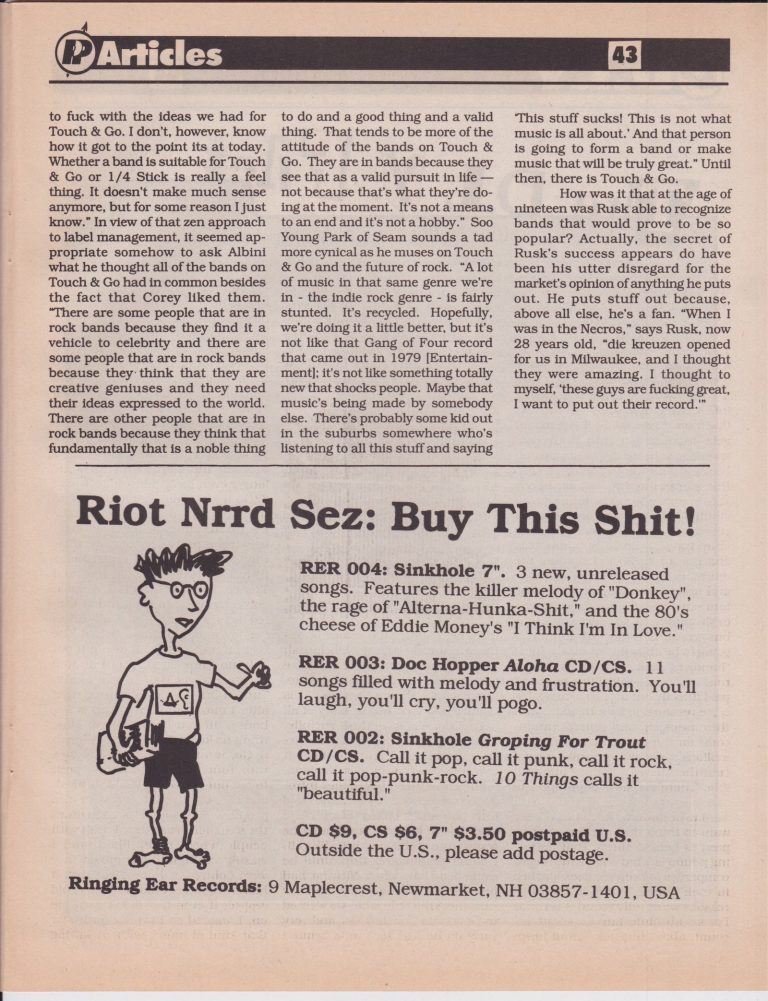 PP Articles
43
to fuck with the ideas we had for
Touch & Go. I don't, however, know
how it got to the point its at today.
Whether a band is suitable for Touch
& Go or 1/4 Stick is really a feel
thing. It doesn't make much sense
anymore, but for some reason I just
know." In view of that zen approach
to label management, it seemed ap-
propriate somehow to ask Albini
what he thought all of the bands on
Touch & Go had in common besides
the fact that Corey liked them.
"There are some people that are in
rock bands because they find it a
vehicle to celebrity and there are
some people that are in rock bands
because they think that they are
creative geniuses and they need
their ideas expressed to the world.
There are other people that are in
rock bands because they think that
fundamentally that is a noble thing
to do and a good thing and a valid
thing. That tends to be more of the
attitude of the bands on Touch &
Go. They are in bands because they
see that as a valid pursuit in life —
not because that's what they're do-
ing at the moment. It's not a means
to an end and it's not a hobby." Soo
Young Park of Seam sounds a tad
more cynical as he muses on Touch
& Go and the future of rock. "A lot
of music in that same genre we're
in - the indie rock genre - is fairly
stunted. It's recycled. Hopefully,
we're doing it a little better, but it's
not like that Gang of Four record
that came out in 1979 [Entertain-
ment]; it's not like something totally
new that shocks people. Maybe that
music's being made by somebody
else. There's probably some kid out
in the suburbs somewhere who's
listening to all this stuff and saying
'This stuff sucks! This is not what
music is all about.' And that person
is going to form a band or make
music that will be truly great." Until
then, there is Touch & Go.
How was it that at the age of
nineteen was Rusk able to recognize
bands that would prove to be so
popular? Actually, the secret of
Rusk's success appears do have
been his utter disregard for the
market's opinion of anything he puts
out. He puts stuff out because,
above all else, he's a fan. "When I
was in the Necros," says Rusk, now
28 years old, "die kreuzen opened
for us in Milwaukee, and I thought
they were amazing. I thought to
myself, 'these guys are fucking great,
I want to put out their record.'"
Riot Nrrd Sez: Buy This Shit!
RER 004: Sinkhole 7". 3 new, unreleased
songs. Features the killer melody of "Donkey",
the rage of "Alterna-Hunka-Shit," and the 80's
cheese of Eddie Money's "I Think I'm In Love."
RER 003: Doc Hopper Aloha CD/CS. 11
songs filled with melody and frustration. You'll
laugh, you'll cry, you'll pogo.
RER 002: Sinkhole Groping For Trout
CD/CS. Call it pop, call it punk, call it rock,
call it pop-punk-rock. 10 Things calls it
"beautiful."
CD $9, CS $6, 7" $3.50 postpaid U.S.
Outside the U.S., please add postage.
Ringing Ear Records: 9 Maplecrest, Newmarket, NH 03857-1401, USA